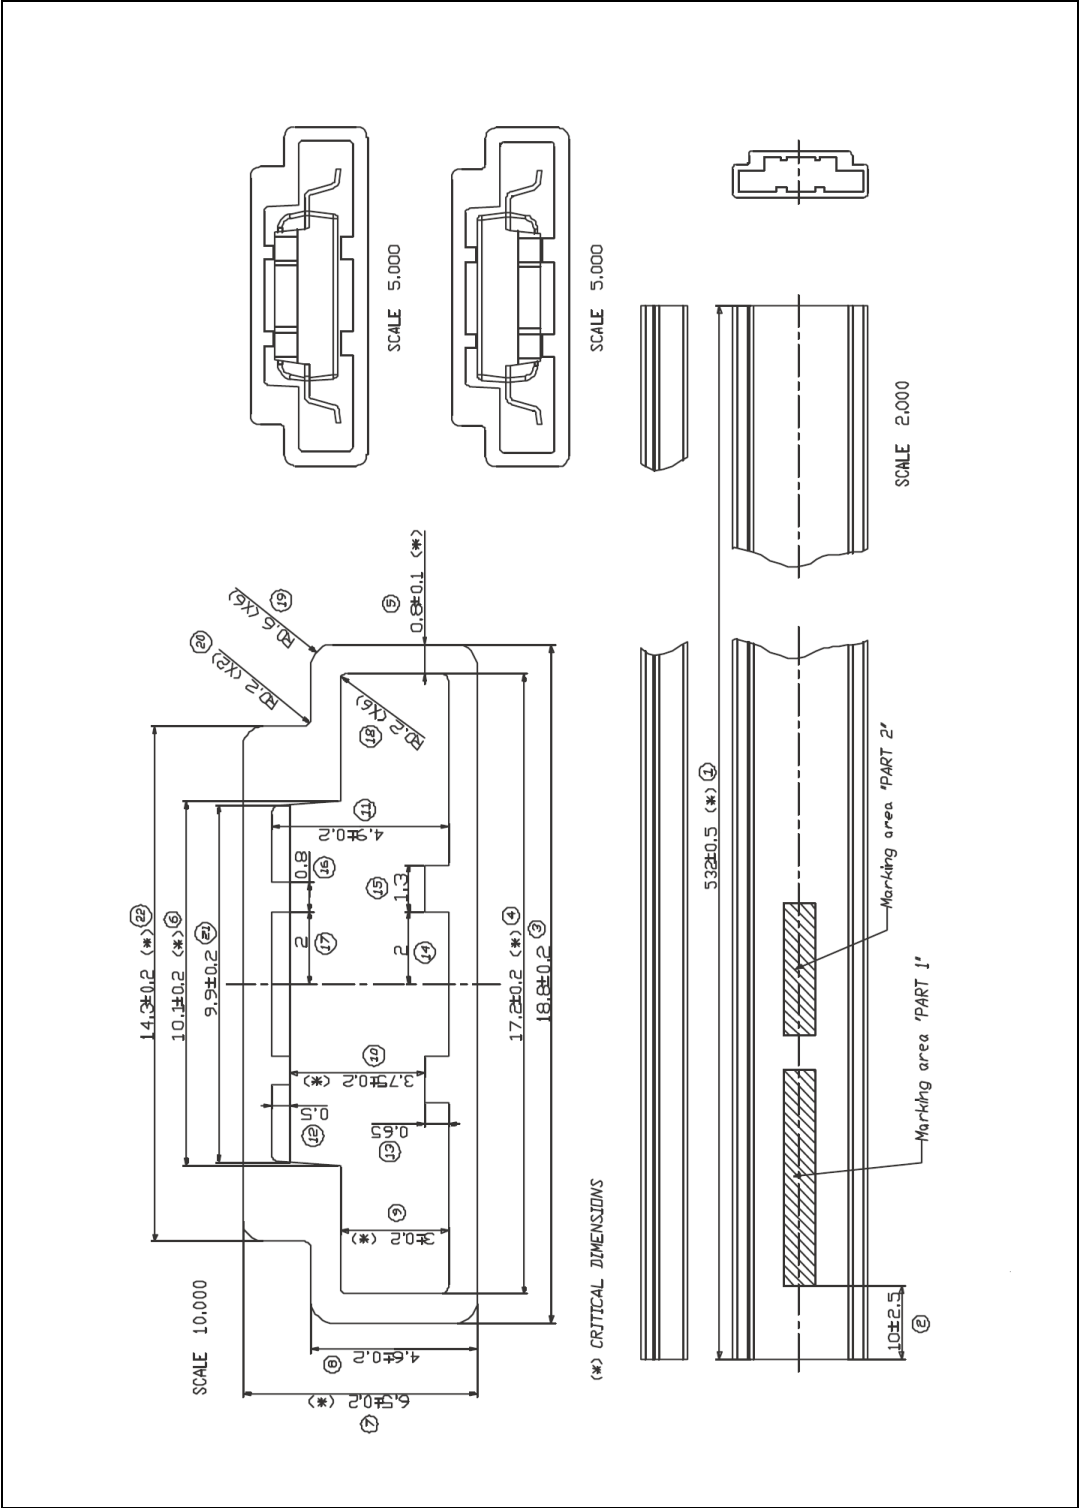 SCALE 5.000
SCALE 5.000
SCALE 2.000
SCALE 10.000
14.3±0.2 (*) 22
10.1±0.2 (*) 6
9.9±0.2 21
R0.2 (X2) 20
R0.6 (X6) 19
R0.2 (X6) 18
0.8±0.1 (*) 5
4.9±0.2 11
0.8 16
2 17
1.3 15
2 14
3.75±0.2 (*) 10
0.5 12
0.65 13
3±0.2 (*) 9
17.2±0.2 (*) 4
18.8±0.2 3
4.6±0.2 8
6.5±0.2 (*) 7
(*) CRITICAL DIMENSIONS
532±0.5 (*) 1
Marking area "PART 2"
Marking area "PART 1"
10±2.5
2